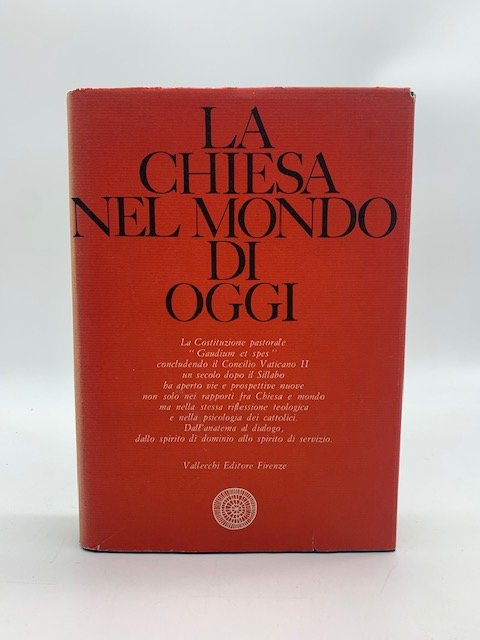 LA
CHIESA
NEL MONDO
DI
OGGI
La Costituzione pastorale
"Gaudium et spes"
concludendo il Concilio Vaticano II
un secolo dopo il Sillabo
ha aperto vie e prospettive nuove
non solo nei rapporti fra Chiesa e mondo
ma nella stessa riflessione teologica
e nella psicologia dei cattolici.
Dall'anatema al dialogo,
dallo spirito di dominio allo spirito di servizio.
Vallecchi Editore Firenze